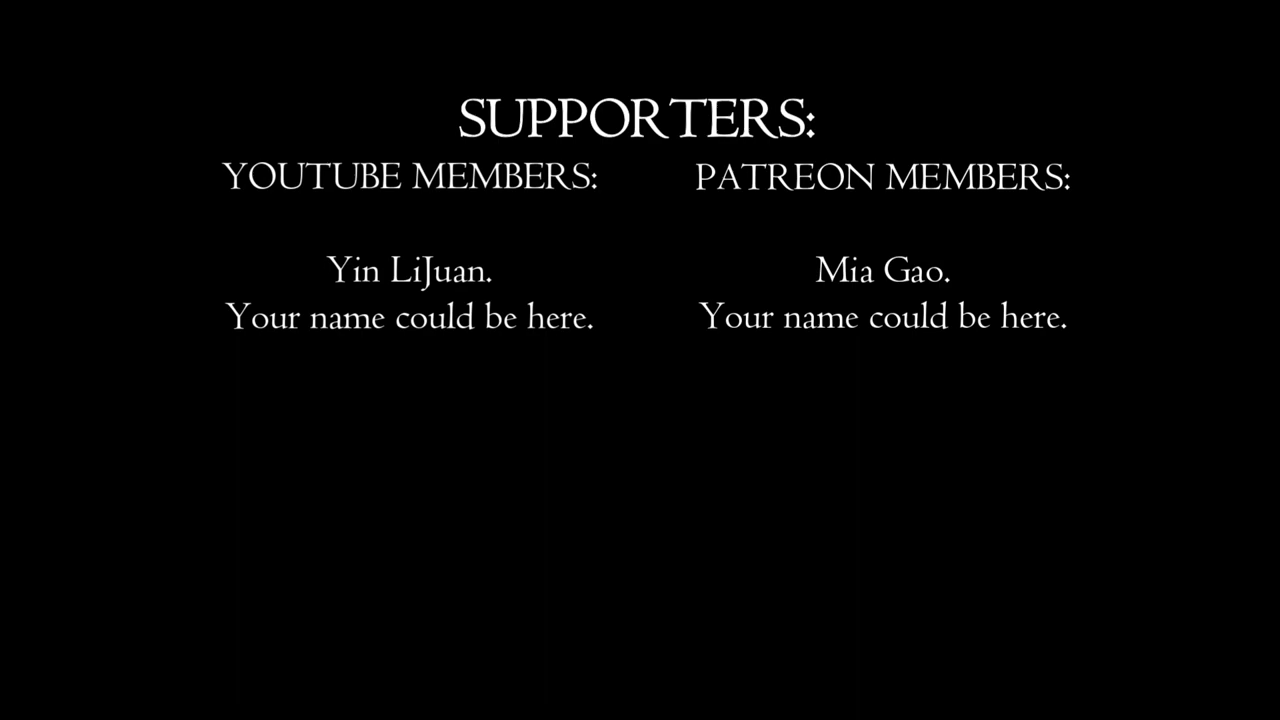 SUPPORTERS:
YOUTUBE MEMBERS:
Yin LiJuan.
Your name could be here.
PATREON MEMBERS:
Mia Gao.
Your name could be here.